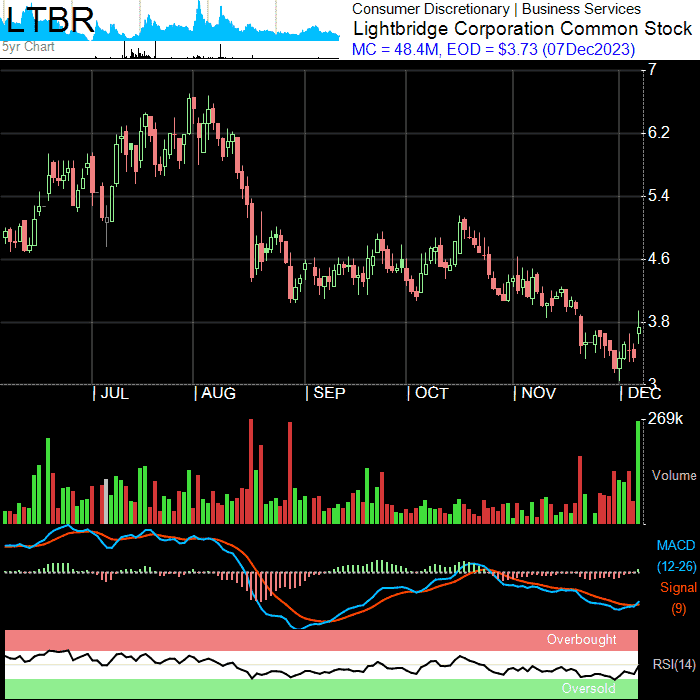 LTBR
5yr Chart
Consumer Discretionary | Business Services
Lightbridge Corporation Common Stock
MC = 48.4M, EOD = $3.73 (07Dec2023)
7
6.2
5.4
4.6
3.8
3
| JUL | AUG | SEP | OCT | NOV | DEC
269k
Volume
MACD
(12-26)
Signal
(9)
Overbought
RSI(14)
Oversold